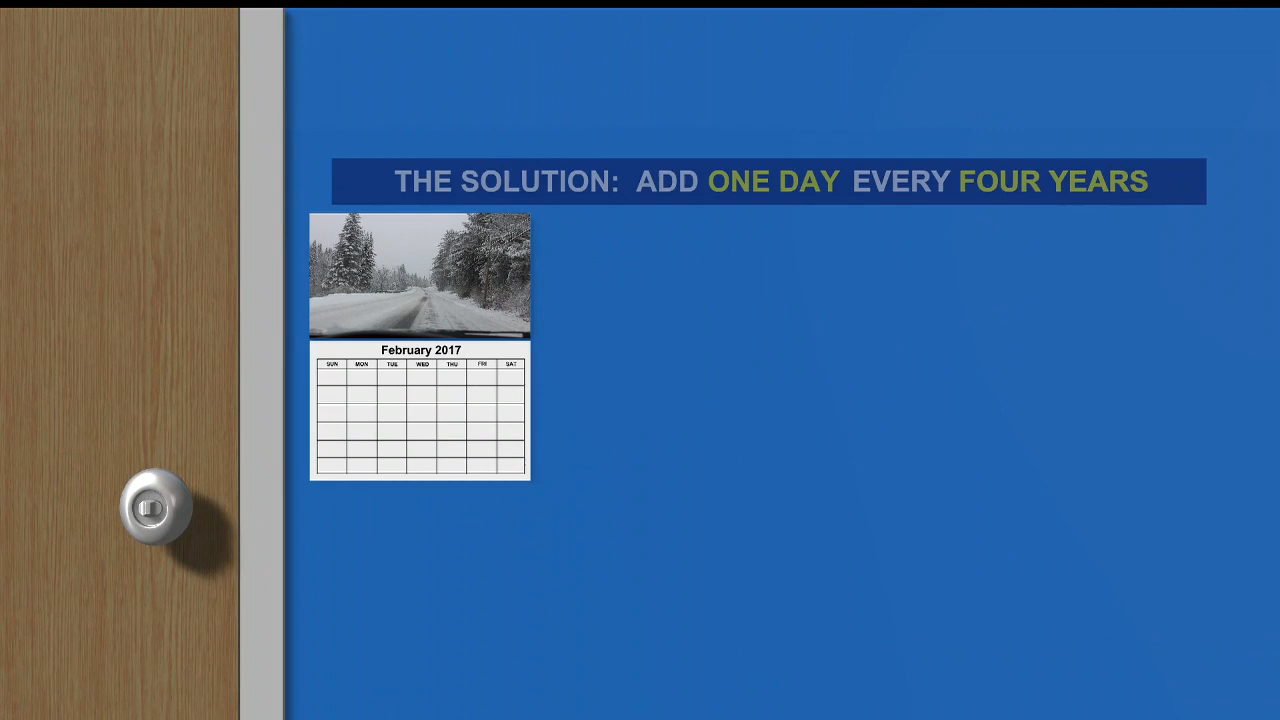 THE SOLUTION: ADD ONE DAY EVERY FOUR YEARS
February 2017
SUN MON TUE WED THU FRI SAT